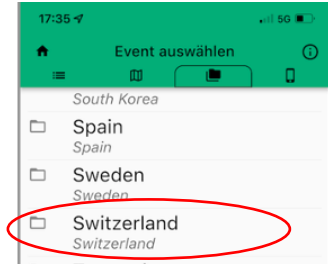 17:35
5G
Event auswählen
South Korea
Spain
Spain
Sweden
Sweden
Switzerland
Switzerland